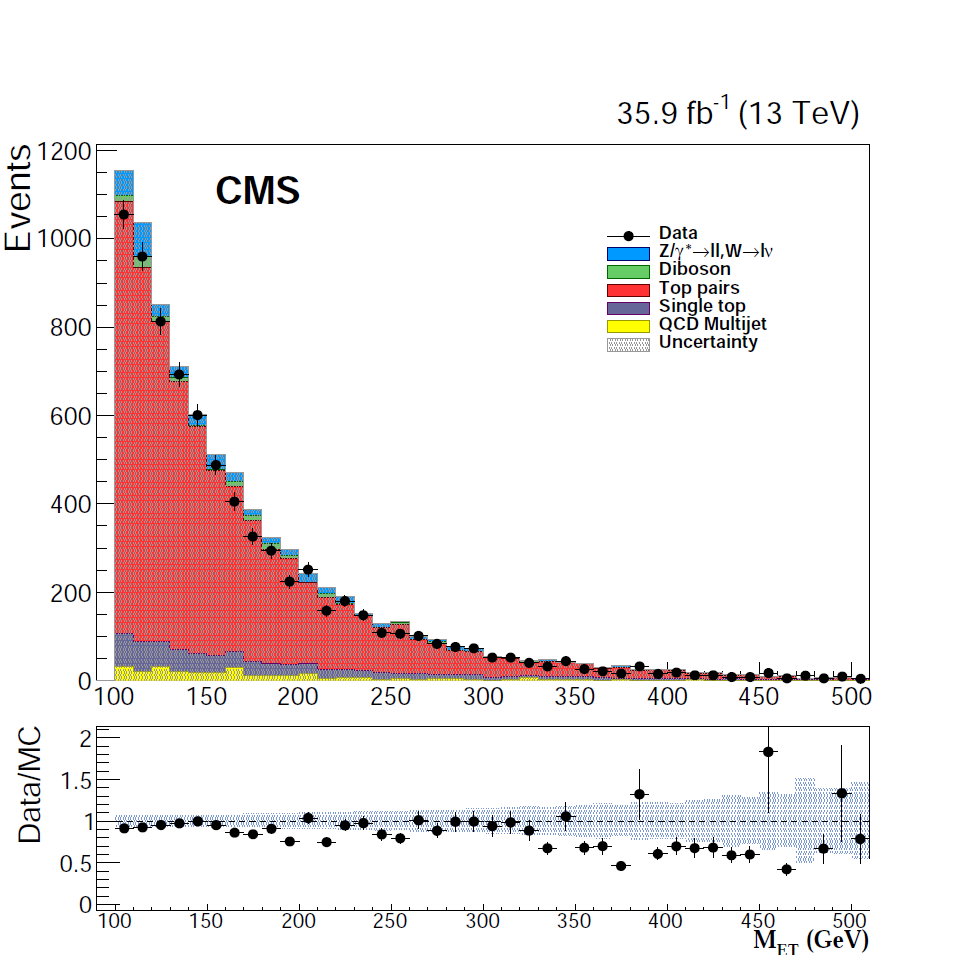 35.9 fb⁻¹ (13 TeV)
Events
CMS
1200
1000
800
600
400
200
0
Data
Z/γ*→ll,W→lν
Diboson
Top pairs
Single top
QCD Multijet
Uncertainty
100 150 200 250 300 350 400 450 500
Data/MC
2
1.5
1
0.5
0
100 150 200 250 300 350 400 450 500
M_ET (GeV)